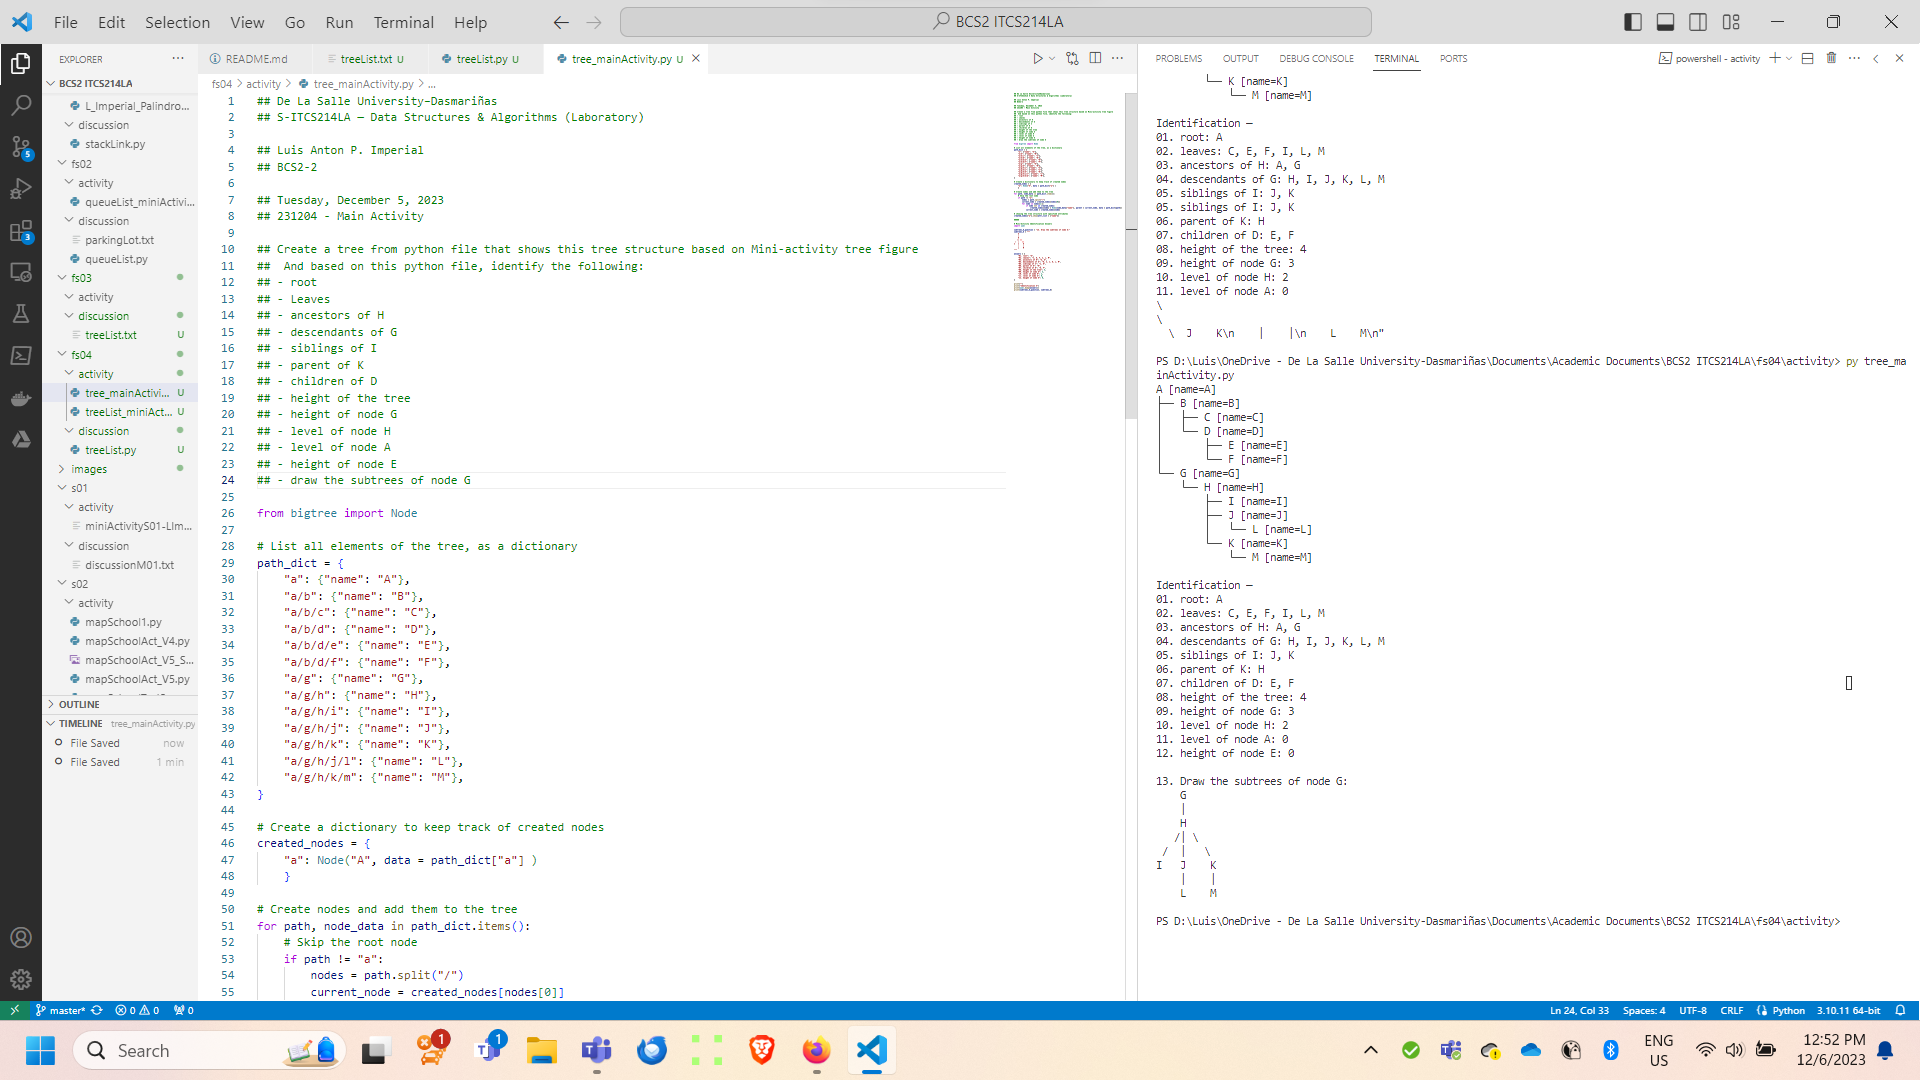 File Edit Selection View Go Run Terminal Help
BCS2 ITCS214LA
EXPLORER
BCS2 ITCS214LA
L_Imperial_Palindro...
discussion
stackLink.py
fs02
activity
queueList_miniActivi...
discussion
parkingLot.txt
queueList.py
fs03
activity
discussion
treeList.txt U
fs04
activity
tree_mainActivi... U
treeList_miniAct... U
discussion
treeList.py U
images
s01
activity
miniActivityS01-LIm...
discussion
discussionM01.txt
s02
activity
mapSchool1.py
mapSchoolAct_V4.py
mapSchoolAct_V5_S...
mapSchoolAct_V5.py
OUTLINE
TIMELINE tree_mainActivity.py
File Saved now
File Saved 1 min
5
3
README.md treeList.txt U treeList.py U tree_mainActivity.py U
fs04 > activity > tree_mainActivity.py > ...
1 ## De La Salle University-Dasmariñas
2 ## S-ITCS214LA — Data Structures & Algorithms (Laboratory)
3
4 ## Luis Anton P. Imperial
5 ## BCS2-2
6
7 ## Tuesday, December 5, 2023
8 ## 231204 - Main Activity
9
10 ## Create a tree from python file that shows this tree structure based on Mini-activity tree figure
11 ##  And based on this python file, identify the following:
12 ## - root
13 ## - Leaves
14 ## - ancestors of H
15 ## - descendants of G
16 ## - siblings of I
17 ## - parent of K
18 ## - children of D
19 ## - height of the tree
20 ## - height of node G
21 ## - level of node H
22 ## - level of node A
23 ## - height of node E
24 ## - draw the subtrees of node G
25
26 from bigtree import Node
27
28 # List all elements of the tree, as a dictionary
29 path_dict = {
30     "a": {"name": "A"},
31     "a/b": {"name": "B"},
32     "a/b/c": {"name": "C"},
33     "a/b/d": {"name": "D"},
34     "a/b/d/e": {"name": "E"},
35     "a/b/d/f": {"name": "F"},
36     "a/g": {"name": "G"},
37     "a/g/h": {"name": "H"},
38     "a/g/h/i": {"name": "I"},
39     "a/g/h/j": {"name": "J"},
40     "a/g/h/k": {"name": "K"},
41     "a/g/h/j/l": {"name": "L"},
42     "a/g/h/k/m": {"name": "M"},
43 }
44
45 # Create a dictionary to keep track of created nodes
46 created_nodes = {
47     "a": Node("A", data = path_dict["a"] )
48     }
49
50 # Create nodes and add them to the tree
51 for path, node_data in path_dict.items():
52     # Skip the root node
53     if path != "a":
54         nodes = path.split("/")
55         current_node = created_nodes[nodes[0]]
PROBLEMS OUTPUT DEBUG CONSOLE TERMINAL PORTS
powershell - activity
└── K [name=K]
    └── M [name=M]
Identification —
01. root: A
02. leaves: C, E, F, I, L, M
03. ancestors of H: A, G
04. descendants of G: H, I, J, K, L, M
05. siblings of I: J, K
05. siblings of I: J, K
06. parent of K: H
07. children of D: E, F
08. height of the tree: 4
09. height of node G: 3
10. level of node H: 2
11. level of node A: 0
\
\
  \  J    K\n    |    |\n    L    M\n"
PS D:\Luis\OneDrive - De La Salle University-Dasmariñas\Documents\Academic Documents\BCS2 ITCS214LA\fs04\activity> py tree_ma
inActivity.py
A [name=A]
├── B [name=B]
│   ├── C [name=C]
│   └── D [name=D]
│       ├── E [name=E]
│       └── F [name=F]
└── G [name=G]
    └── H [name=H]
        ├── I [name=I]
        ├── J [name=J]
        │   └── L [name=L]
        └── K [name=K]
            └── M [name=M]
Identification —
01. root: A
02. leaves: C, E, F, I, L, M
03. ancestors of H: A, G
04. descendants of G: H, I, J, K, L, M
05. siblings of I: J, K
06. parent of K: H
07. children of D: E, F
08. height of the tree: 4
09. height of node G: 3
10. level of node H: 2
11. level of node A: 0
12. height of node E: 0
13. Draw the subtrees of node G:
    G
    |
    H
   /| \
 /  |   \
I   J    K
    |    |
    L    M
PS D:\Luis\OneDrive - De La Salle University-Dasmariñas\Documents\Academic Documents\BCS2 ITCS214LA\fs04\activity>
master* 0 0 0
Ln 24, Col 33 Spaces: 4 UTF-8 CRLF Python 3.10.11 64-bit
Search
1
1
ENG
US
12:52 PM
12/6/2023